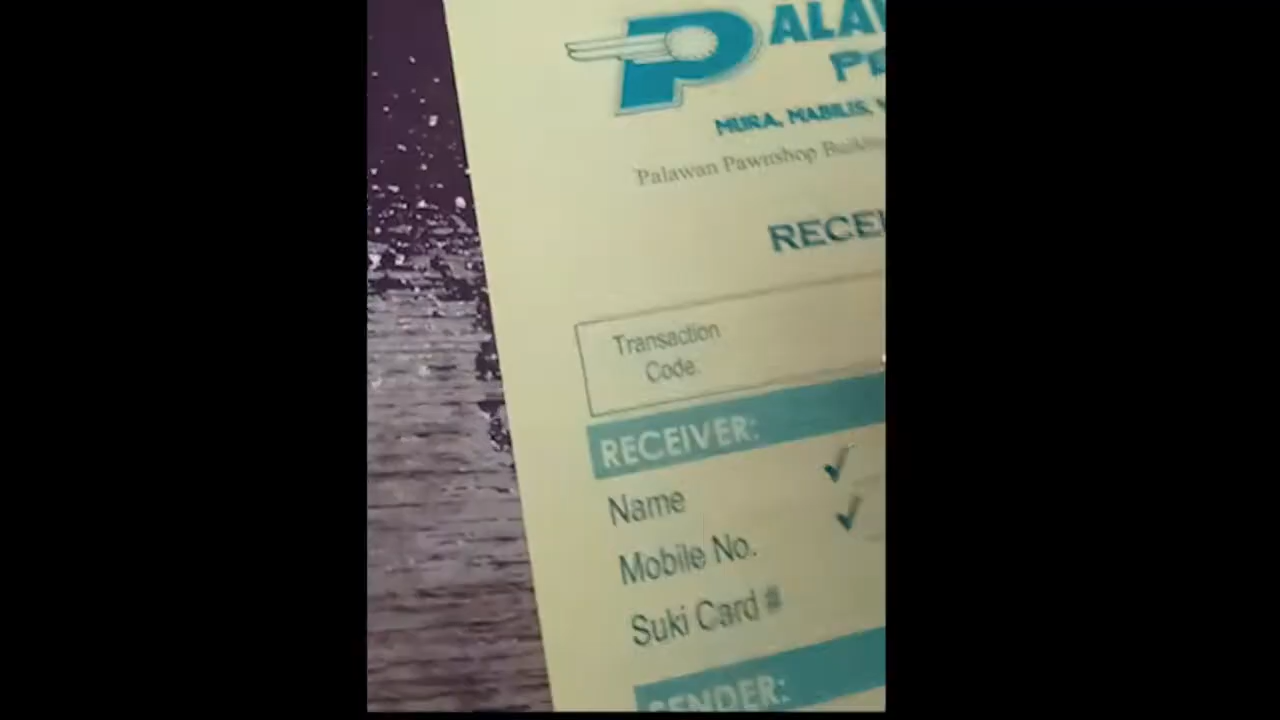 P
MURA, MABILIS,
Palawan Pawnshop
Transaction
Code:
RECEIVER:
Name
Mobile No.
Suki Card #
SENDER: